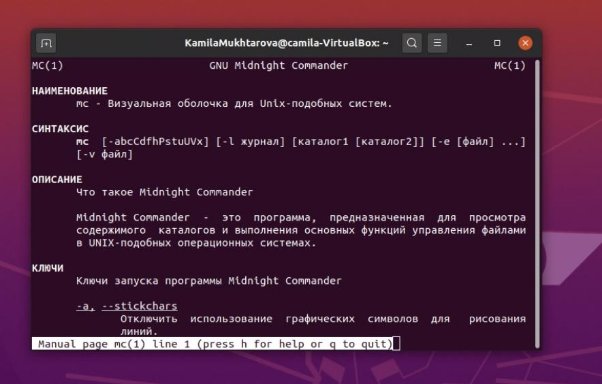 KamilaMukhtarova@camila-VirtualBox: ~
MC(1) GNU Midnight Commander MC(1)
НАИМЕНОВАНИЕ
mc - Визуальная оболочка для Unix-подобных систем.
СИНТАКСИС
mc [-abcCdfhPstuUVx] [-l журнал] [каталог1 [каталог2]] [-e [файл] ...]
[-v файл]
ОПИСАНИЕ
Что такое Midnight Commander
Midnight Commander - это программа, предназначенная для просмотра
содержимого каталогов и выполнения основных функций управления файлами
в UNIX-подобных операционных системах.
КЛЮЧИ
Ключи запуска программы Midnight Commander
-a, --stickchars
Отключить использование графических символов для рисования
линий.
Manual page mc(1) line 1 (press h for help or q to quit)